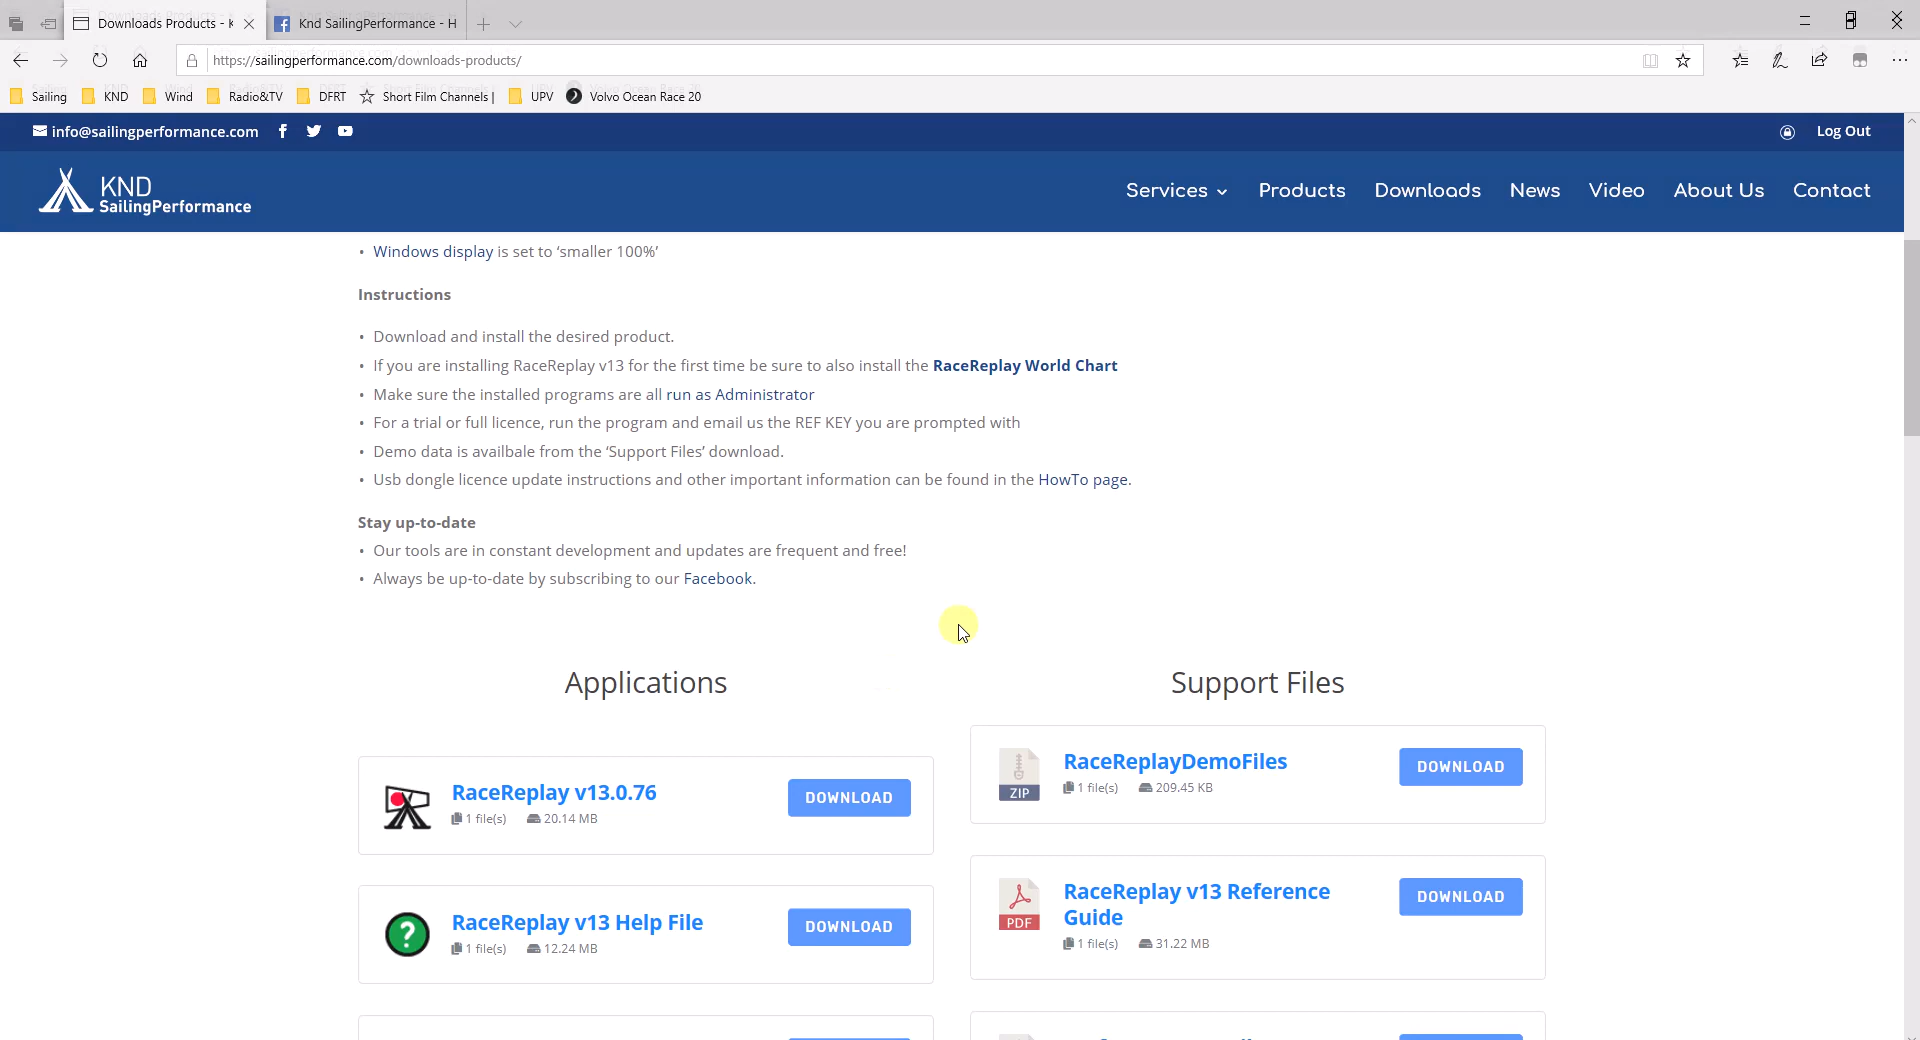 Downloads Products - K
Knd SailingPerformance - H
https://sailingperformance.com/downloads-products/
Sailing KND Wind Radio&TV DFRT Short Film Channels | UPV Volvo Ocean Race 20
info@sailingperformance.com Log Out
KND
SailingPerformance
Services Products Downloads News Video About Us Contact
• Windows display is set to ‘smaller 100%’
Instructions
• Download and install the desired product.
• If you are installing RaceReplay v13 for the first time be sure to also install the RaceReplay World Chart
• Make sure the installed programs are all run as Administrator
• For a trial or full licence, run the program and email us the REF KEY you are prompted with
• Demo data is availbale from the ‘Support Files’ download.
• Usb dongle licence update instructions and other important information can be found in the HowTo page.
Stay up-to-date
• Our tools are in constant development and updates are frequent and free!
• Always be up-to-date by subscribing to our Facebook.
Applications
RaceReplay v13.0.76
1 file(s) 20.14 MB
DOWNLOAD
RaceReplay v13 Help File
1 file(s) 12.24 MB
DOWNLOAD
Support Files
ZIP
RaceReplayDemoFiles
1 file(s) 209.45 KB
DOWNLOAD
PDF
RaceReplay v13 Reference
Guide
1 file(s) 31.22 MB
DOWNLOAD